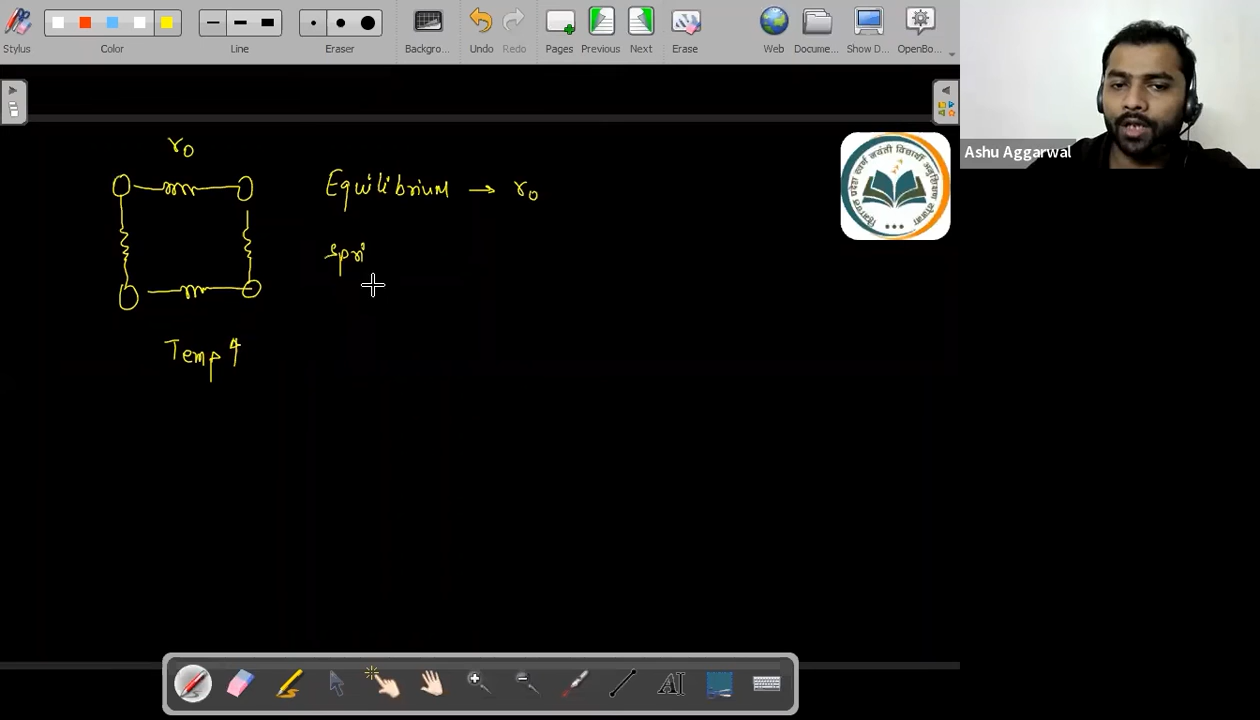 Stylus
Color
Line
Eraser
Backgro...
Undo
Redo
Pages
Previous
Next
Erase
Web
Docume...
Show D...
OpenBo...
Ashu Aggarwal
r₀
Equilibrium → r₀
Spri
Temp ↑
AI